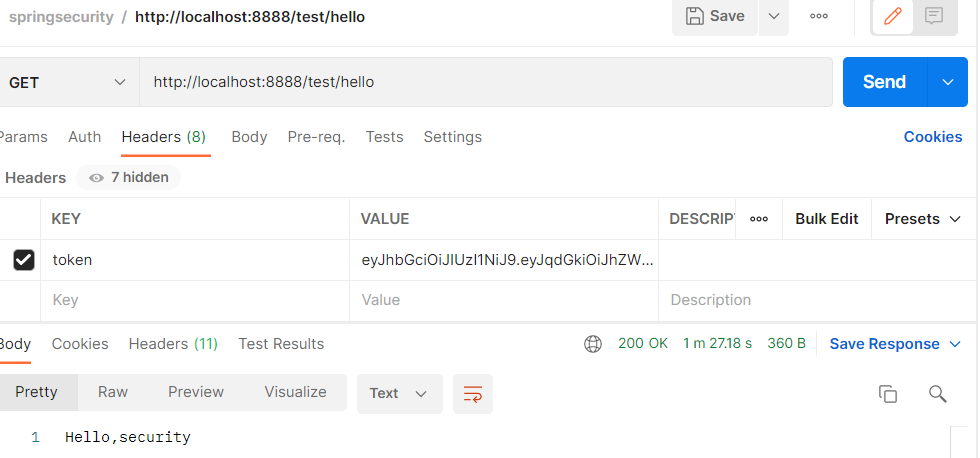 springsecurity / http://localhost:8888/test/hello
Save
GET http://localhost:8888/test/hello Send
Params Auth Headers (8) Body Pre-req. Tests Settings Cookies
Headers 7 hidden
KEY VALUE DESCRIPT Bulk Edit Presets
token eyJhbGciOiJIUzI1NiJ9.eyJqdGkiOiJhZW...
Key Value Description
Body Cookies Headers (11) Test Results 200 OK 1 m 27.18 s 360 B Save Response
Pretty Raw Preview Visualize Text
1 Hello,security